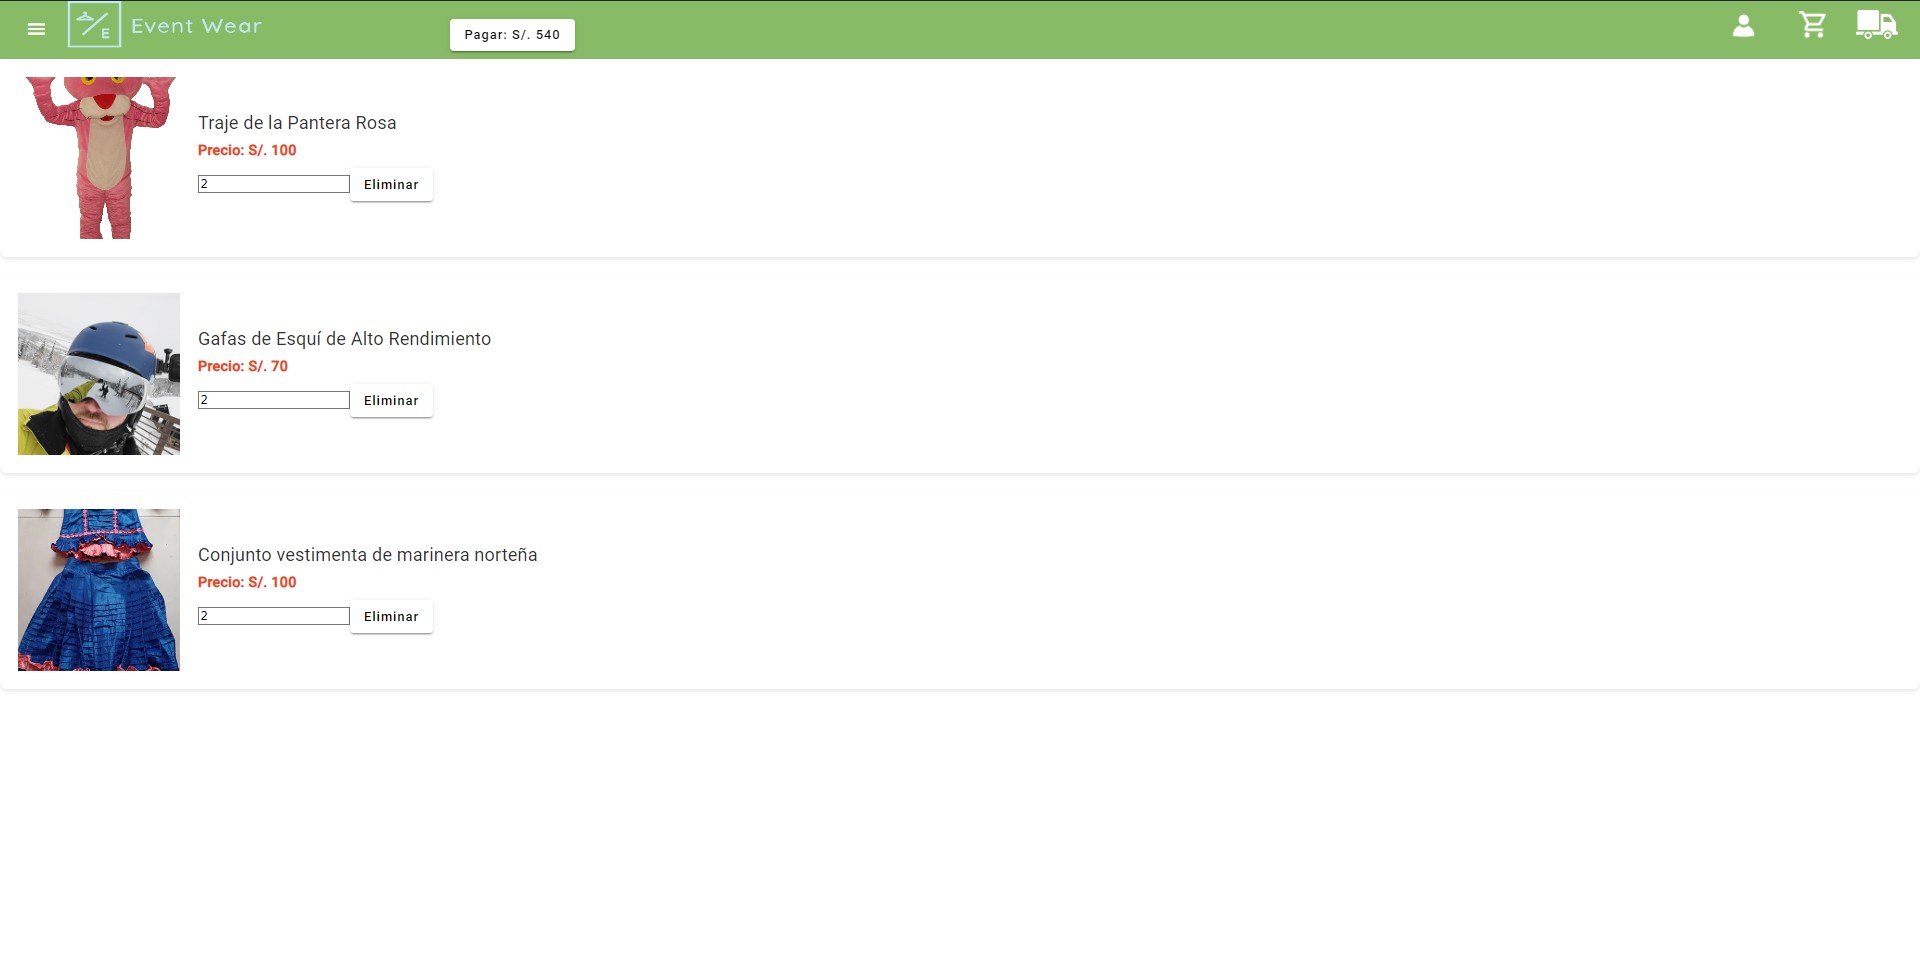 E
Event Wear
Pagar: S/. 540
Traje de la Pantera Rosa
Precio: S/. 100
2
Eliminar
Gafas de Esquí de Alto Rendimiento
Precio: S/. 70
2
Eliminar
Conjunto vestimenta de marinera norteña
Precio: S/. 100
2
Eliminar